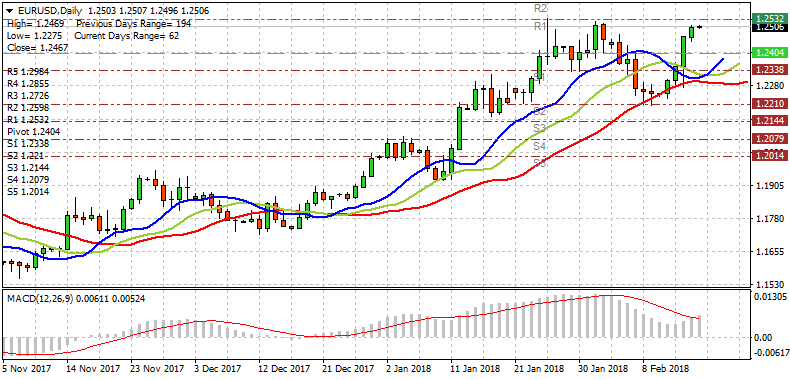 EURUSD,Daily 1.2503 1.2507 1.2496 1.2506
High= 1.2469 Previous Days Range= 194
Low= 1.2275 Current Days Range= 62
Close= 1.2467
R5 1.2984
R4 1.2855
R3 1.2726
R2 1.2598
R1 1.2532
Pivot 1.2404
S1 1.2338
S2 1.221
S3 1.2144
S4 1.2079
S5 1.2014
R2
R1
S1
S2
S3
S4
S5
1.2532
1.2506
1.2404
1.2338
1.2280
1.2210
1.2144
1.2079
1.2014
1.1905
1.1780
1.1655
1.1530
MACD(12,26,9) 0.00611 0.00524
0.01305
0.00
-0.00617
5 Nov 2017 14 Nov 2017 23 Nov 2017 3 Dec 2017 12 Dec 2017 21 Dec 2017 2 Jan 2018 11 Jan 2018 21 Jan 2018 30 Jan 2018 8 Feb 2018